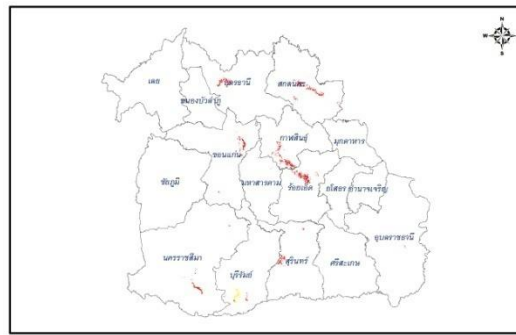 N
W E
S
เลย
อุดรธานี
สกลนคร
หนองบัวลำภู
กาฬสินธุ์
มุกดาหาร
ขอนแก่น
ชัยภูมิ
มหาสารคาม
ร้อยเอ็ด
ยโสธร
อำนาจเจริญ
อุบลราชธานี
นครราชสีมา
บุรีรัมย์
สุรินทร์
ศรีสะเกษ